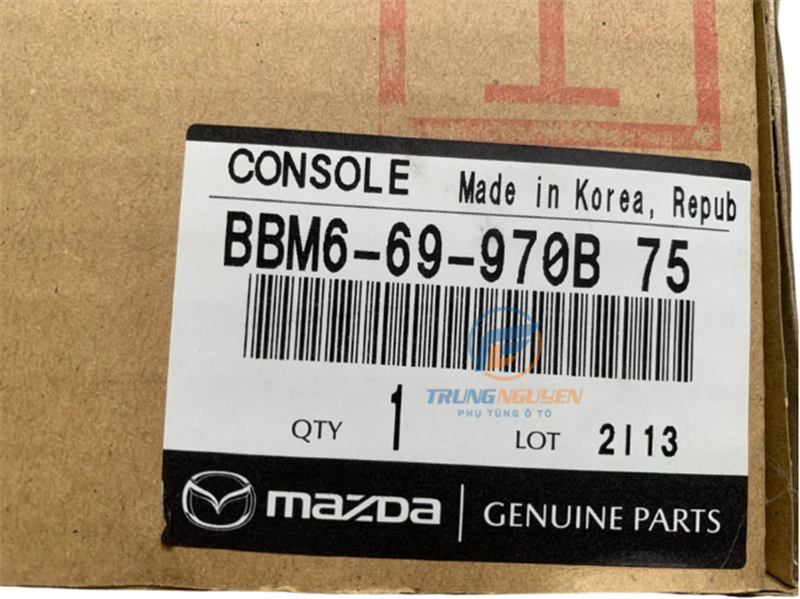 CONSOLE Made in Korea, Repub
BBM6-69-970B 75
TRUNGNGUYEN
PHỤ TÙNG Ô TÔ
QTY 1 LOT 2113
mazda GENUINE PARTS